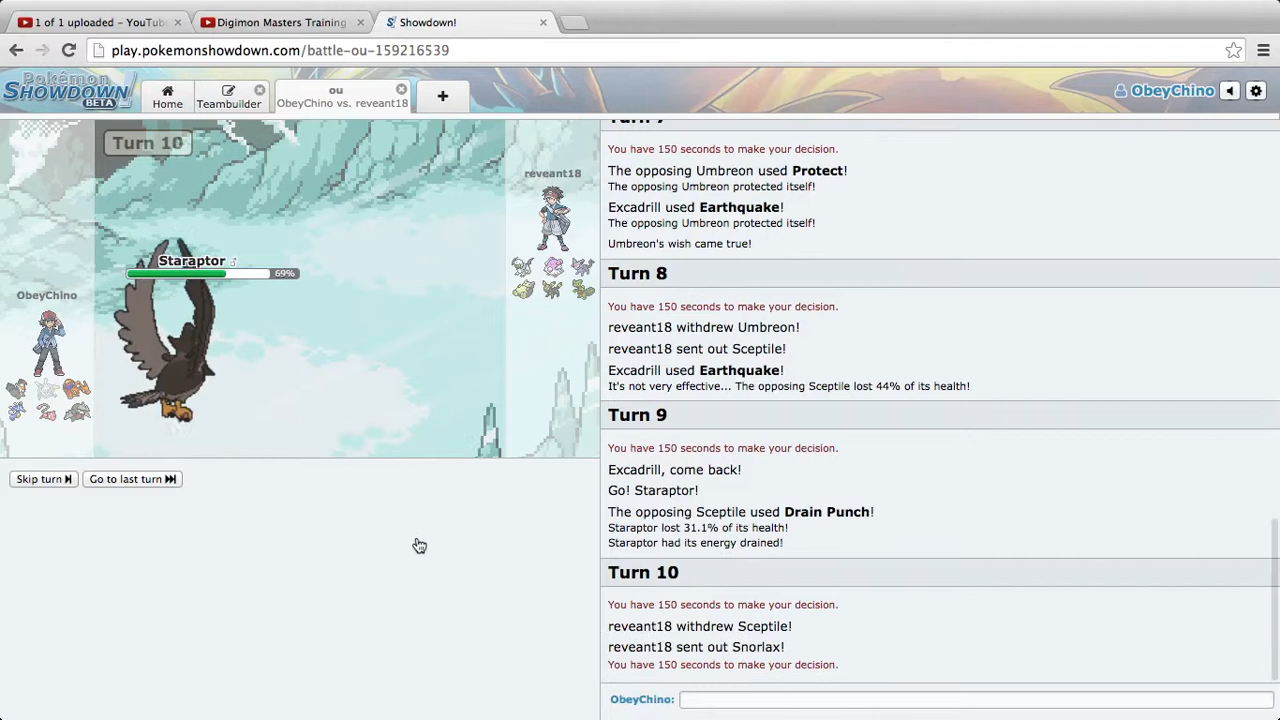 1 of 1 uploaded - YouTube
Digimon Masters Training
Showdown!
play.pokemonshowdown.com/battle-ou-159216539
Pokémon
SHOWDOWN
BETA
Home
Teambuilder
ou
ObeyChino vs. reveant18
ObeyChino
Turn 10
reveant18
Staraptor ♂
69%
ObeyChino
Skip turn
Go to last turn
Turn 7
You have 150 seconds to make your decision.
The opposing Umbreon used Protect!
The opposing Umbreon protected itself!
Excadrill used Earthquake!
The opposing Umbreon protected itself!
Umbreon's wish came true!
Turn 8
You have 150 seconds to make your decision.
reveant18 withdrew Umbreon!
reveant18 sent out Sceptile!
Excadrill used Earthquake!
It's not very effective... The opposing Sceptile lost 44% of its health!
Turn 9
You have 150 seconds to make your decision.
Excadrill, come back!
Go! Staraptor!
The opposing Sceptile used Drain Punch!
Staraptor lost 31.1% of its health!
Staraptor had its energy drained!
Turn 10
You have 150 seconds to make your decision.
reveant18 withdrew Sceptile!
reveant18 sent out Snorlax!
You have 150 seconds to make your decision.
ObeyChino: